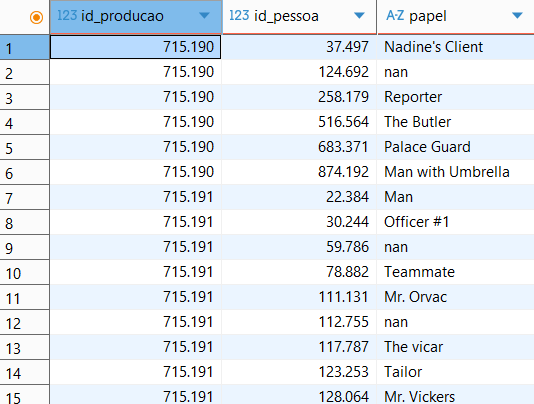 123 id_producao 123 id_pessoa A-Z papel
1 715.190 37.497 Nadine's Client
2 715.190 124.692 nan
3 715.190 258.179 Reporter
4 715.190 516.564 The Butler
5 715.190 683.371 Palace Guard
6 715.190 874.192 Man with Umbrella
7 715.191 22.384 Man
8 715.191 30.244 Officer #1
9 715.191 59.786 nan
10 715.191 78.882 Teammate
11 715.191 111.131 Mr. Orvac
12 715.191 112.755 nan
13 715.191 117.787 The vicar
14 715.191 123.253 Tailor
15 715.191 128.064 Mr. Vickers